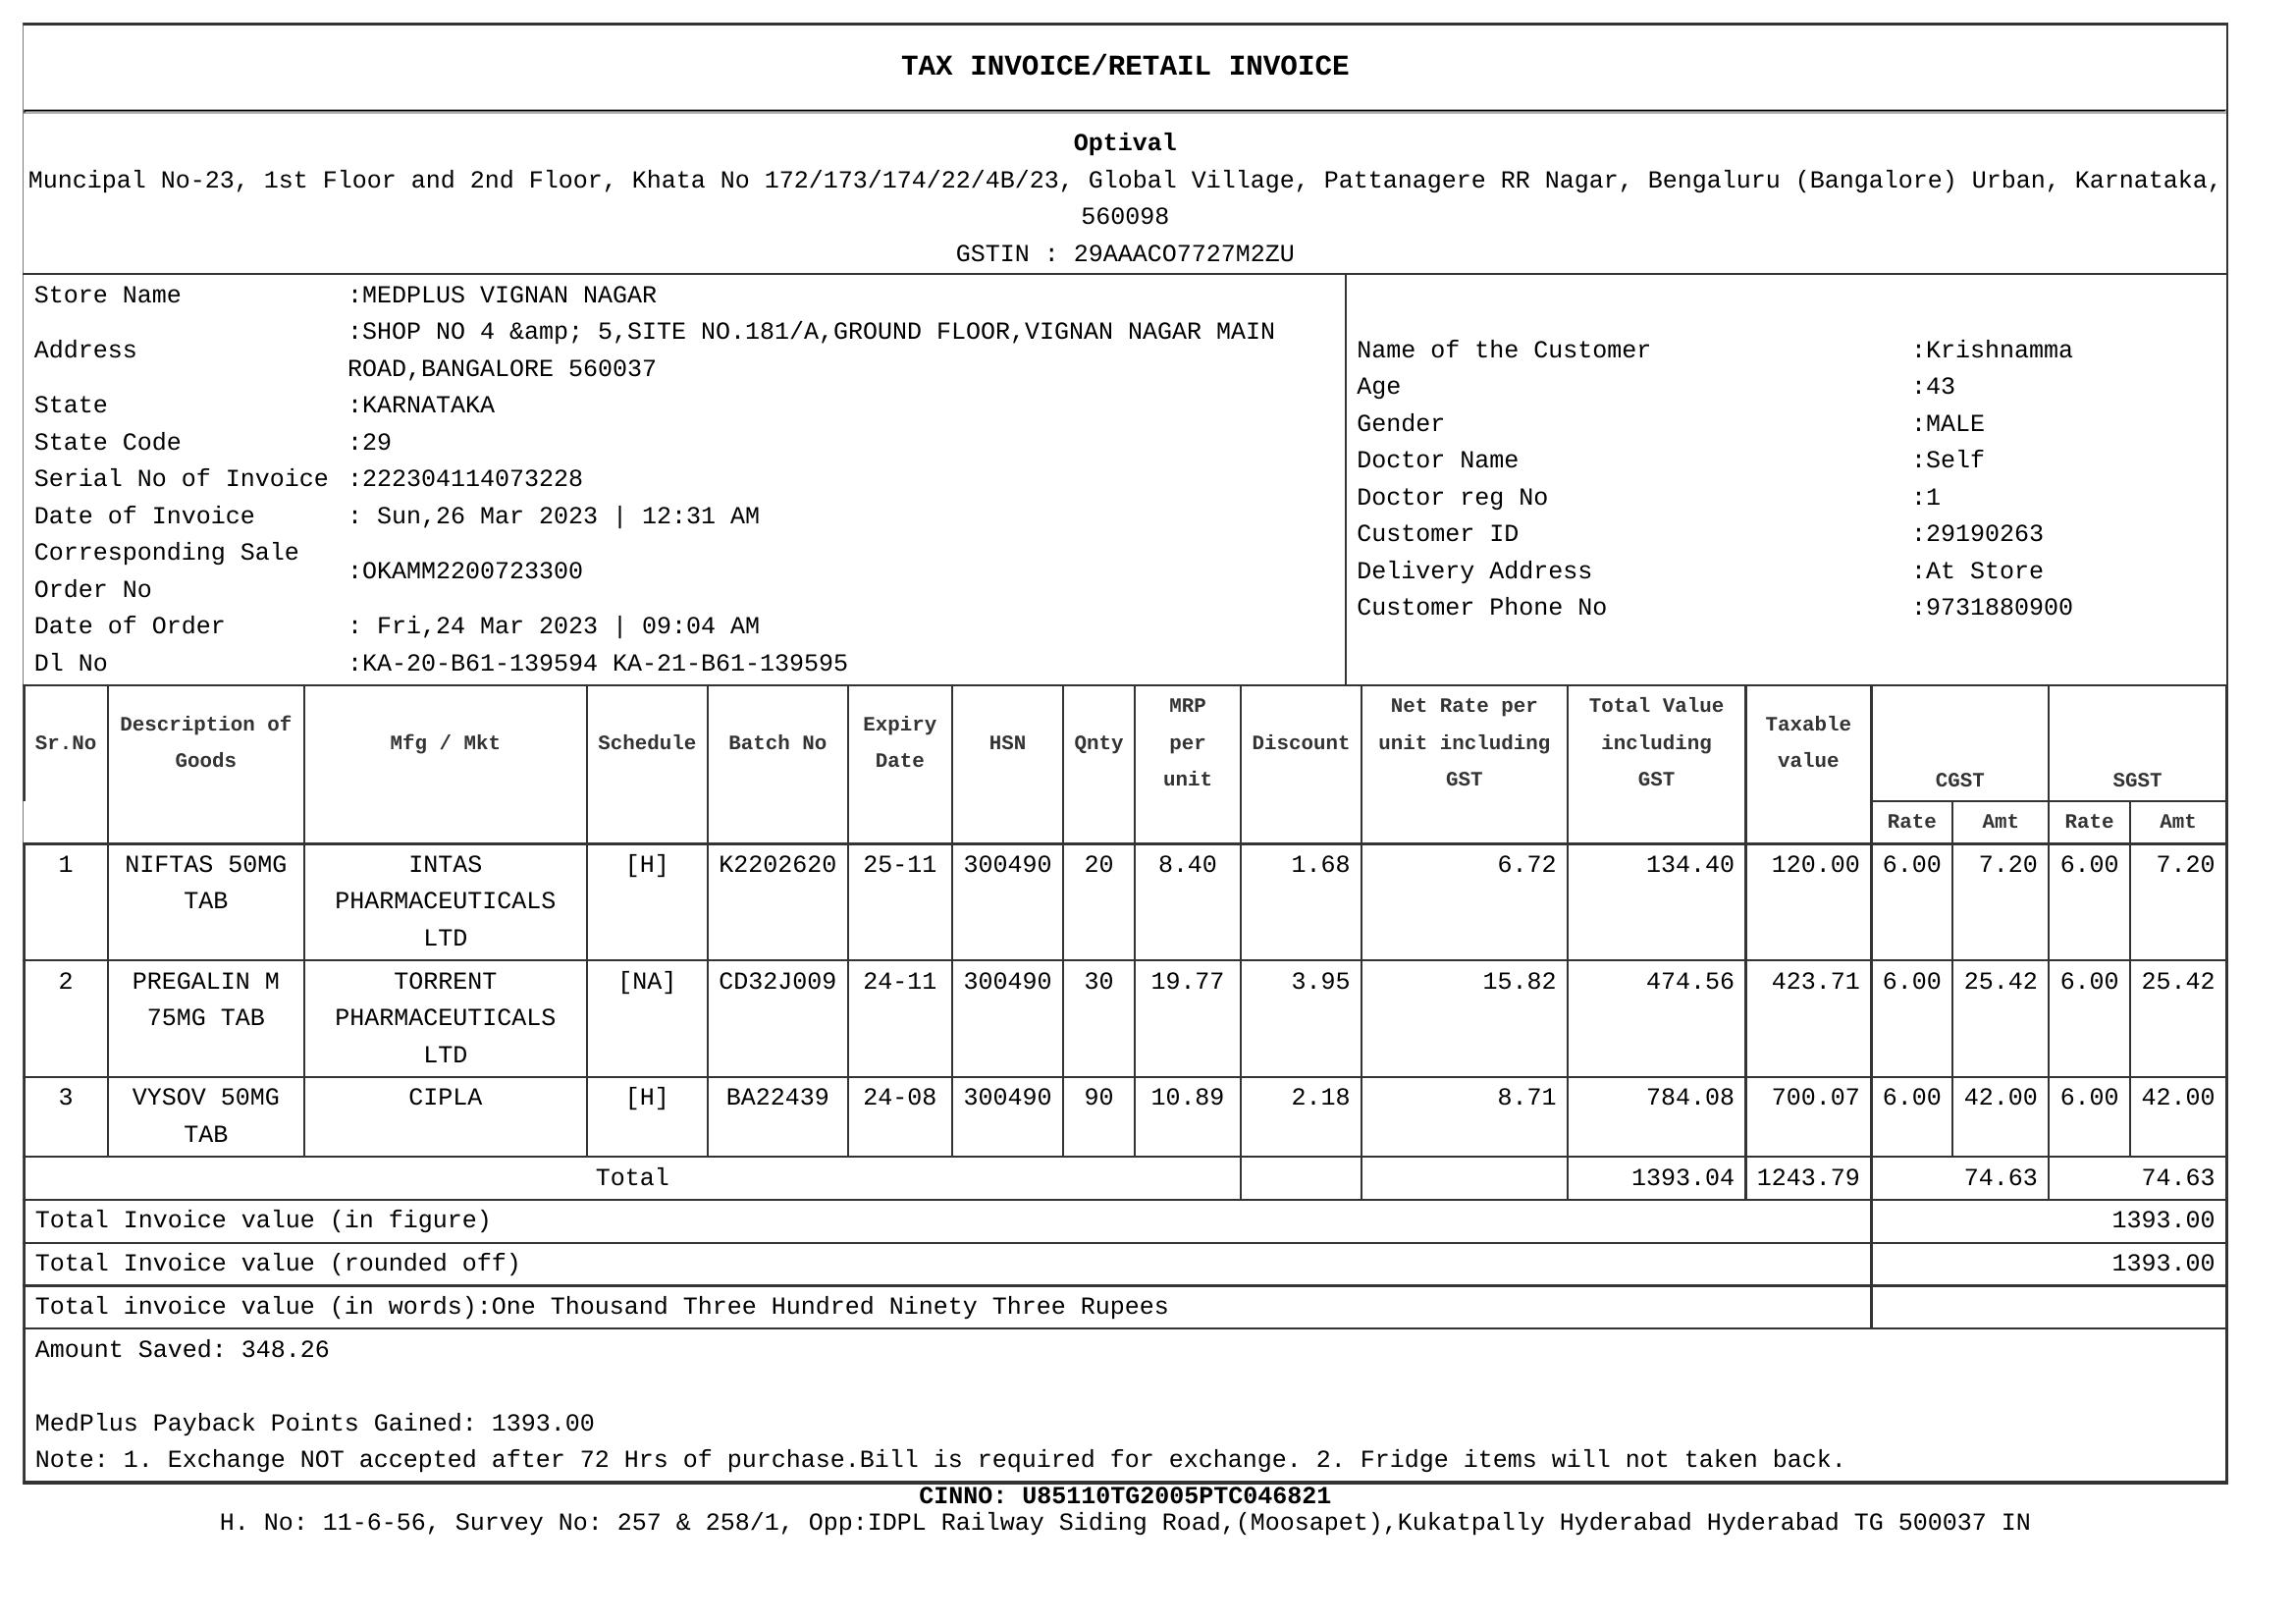 TAX INVOICE/RETAIL INVOICE
Optival
Muncipal No-23, 1st Floor and 2nd Floor, Khata No 172/173/174/22/4B/23, Global Village, Pattanagere RR Nagar, Bengaluru (Bangalore) Urban, Karnataka,
560098
GSTIN : 29AAACO7727M2ZU
Store Name :MEDPLUS VIGNAN NAGAR
Address :SHOP NO 4 &amp; 5,SITE NO.181/A,GROUND FLOOR,VIGNAN NAGAR MAIN
ROAD,BANGALORE 560037
State :KARNATAKA
State Code :29
Serial No of Invoice :222304114073228
Date of Invoice : Sun,26 Mar 2023 | 12:31 AM
Corresponding Sale
Order No :OKAMM2200723300
Date of Order : Fri,24 Mar 2023 | 09:04 AM
Dl No :KA-20-B61-139594 KA-21-B61-139595
Name of the Customer :Krishnamma
Age :43
Gender :MALE
Doctor Name :Self
Doctor reg No :1
Customer ID :29190263
Delivery Address :At Store
Customer Phone No :9731880900
Sr.No Description of Goods Mfg / Mkt Schedule Batch No Expiry Date HSN Qnty MRP per unit Discount Net Rate per unit including GST Total Value including GST Taxable value CGST SGST
Rate Amt Rate Amt
1 NIFTAS 50MG INTAS [H] K2202620 25-11 300490 20 8.40 1.68 6.72 134.40 120.00 6.00 7.20 6.00 7.20
TAB PHARMACEUTICALS
LTD
2 PREGALIN M TORRENT [NA] CD32J009 24-11 300490 30 19.77 3.95 15.82 474.56 423.71 6.00 25.42 6.00 25.42
75MG TAB PHARMACEUTICALS
LTD
3 VYSOV 50MG CIPLA [H] BA22439 24-08 300490 90 10.89 2.18 8.71 784.08 700.07 6.00 42.00 6.00 42.00
TAB
Total 1393.04 1243.79 74.63 74.63
Total Invoice value (in figure) 1393.00
Total Invoice value (rounded off) 1393.00
Total invoice value (in words):One Thousand Three Hundred Ninety Three Rupees
Amount Saved: 348.26
MedPlus Payback Points Gained: 1393.00
Note: 1. Exchange NOT accepted after 72 Hrs of purchase.Bill is required for exchange. 2. Fridge items will not taken back.
CINNO: U85110TG2005PTC046821
H. No: 11-6-56, Survey No: 257 & 258/1, Opp:IDPL Railway Siding Road,(Moosapet),Kukatpally Hyderabad Hyderabad TG 500037 IN